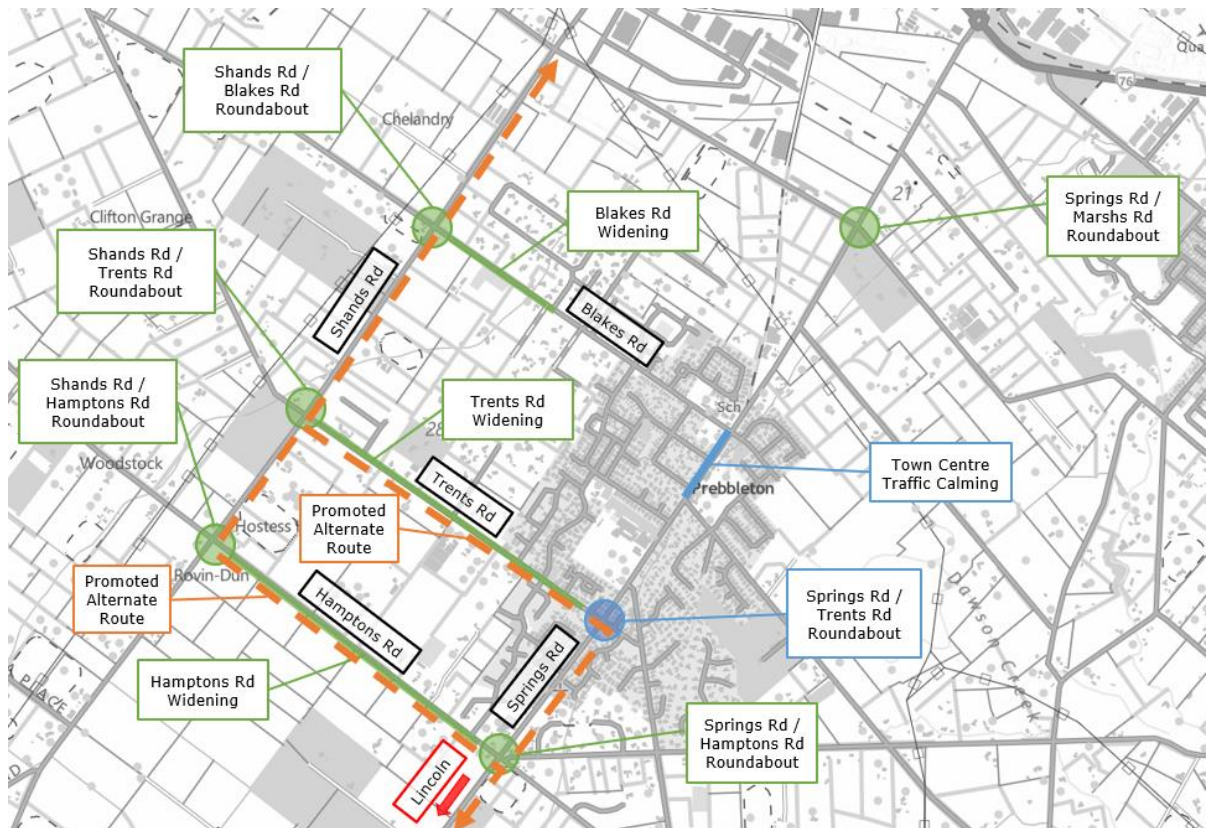 Shands Rd /
Blakes Rd
Roundabout
Chelandry
76
Qua
21
Springs Rd /
Marshs Rd
Roundabout
Blakes Rd
Widening
Clifton Grange
Shands Rd /
Trents Rd
Roundabout
Shands Rd
Blakes Rd
Shands Rd /
Hamptons Rd
Roundabout
Trents Rd
Widening
28
Sch
Woodstock
Trents Rd
Town Centre
Traffic Calming
Prebbleton
Hostess
Promoted
Alternate
Route
Rovin-Dun
Promoted
Alternate
Route
Hamptons Rd
Springs Rd /
Trents Rd
Roundabout
Dawson Creek
Springs Rd
Hamptons Rd
Widening
PLACE
Springs Rd /
Hamptons Rd
Roundabout
Lincoln